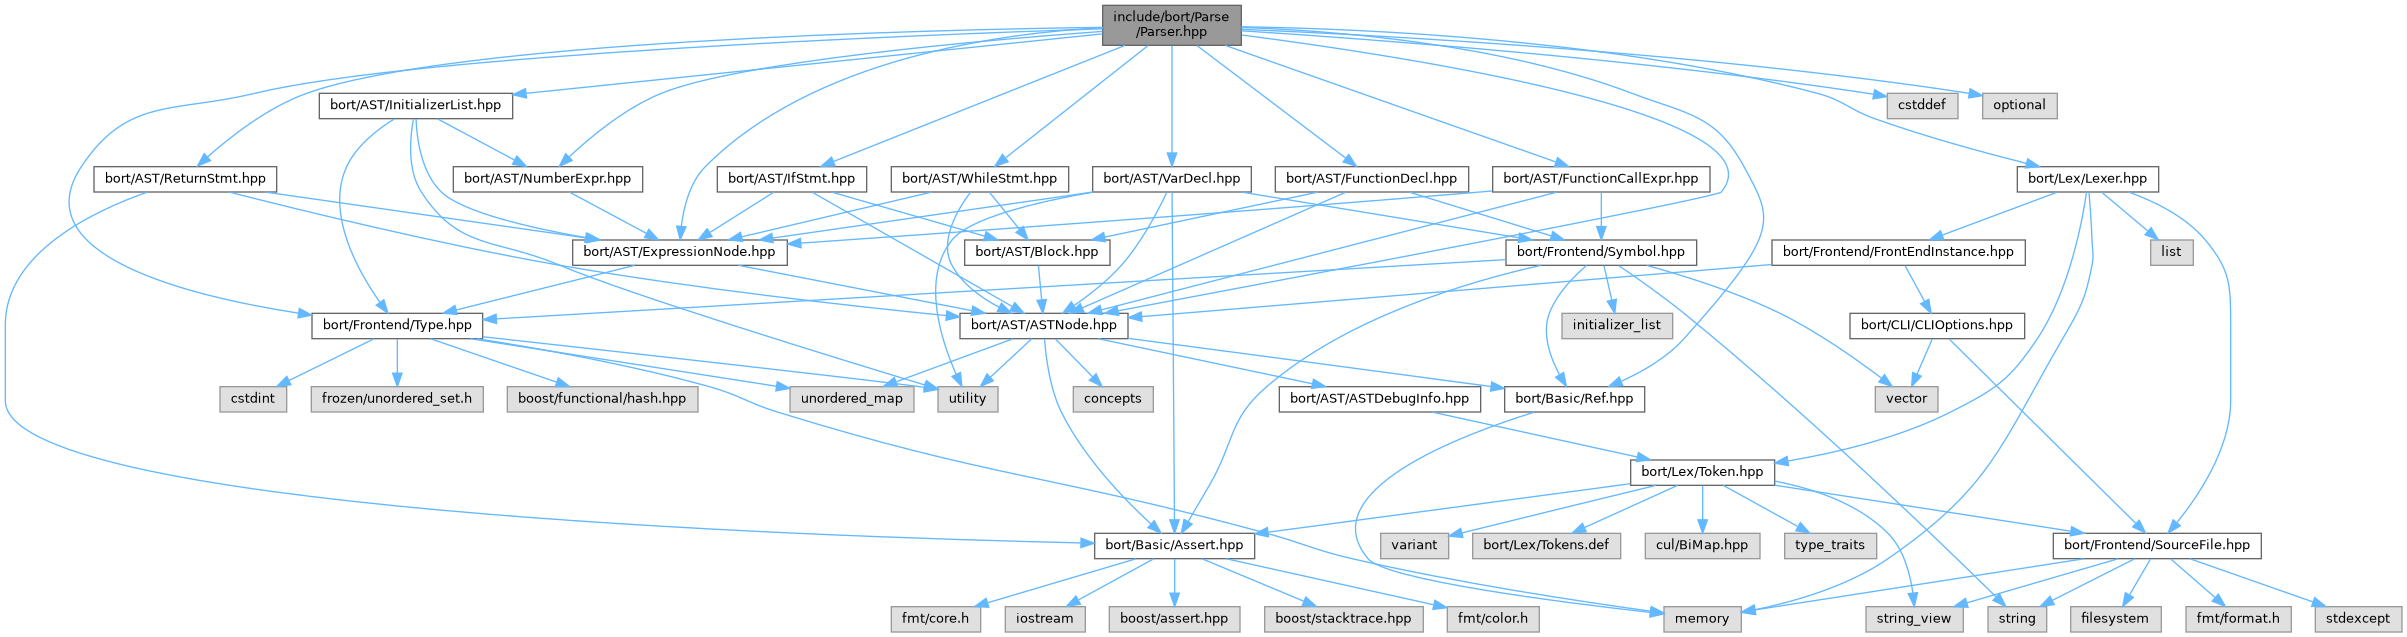 include/bort/Parse
/Parser.hpp
bort/AST/InitializerList.hpp
cstddef
optional
bort/AST/ReturnStmt.hpp
bort/AST/NumberExpr.hpp
bort/AST/IfStmt.hpp
bort/AST/WhileStmt.hpp
bort/AST/VarDecl.hpp
bort/AST/FunctionDecl.hpp
bort/AST/FunctionCallExpr.hpp
bort/Lex/Lexer.hpp
bort/AST/ExpressionNode.hpp
bort/AST/Block.hpp
bort/Frontend/Symbol.hpp
bort/Frontend/FrontEndInstance.hpp
list
bort/Frontend/Type.hpp
bort/AST/ASTNode.hpp
initializer_list
bort/CLI/CLIOptions.hpp
cstdint
frozen/unordered_set.h
boost/functional/hash.hpp
unordered_map
utility
concepts
bort/AST/ASTDebugInfo.hpp
bort/Basic/Ref.hpp
vector
bort/Lex/Token.hpp
bort/Basic/Assert.hpp
variant
bort/Lex/Tokens.def
cul/BiMap.hpp
type_traits
bort/Frontend/SourceFile.hpp
fmt/core.h
iostream
boost/assert.hpp
boost/stacktrace.hpp
fmt/color.h
memory
string_view
string
filesystem
fmt/format.h
stdexcept